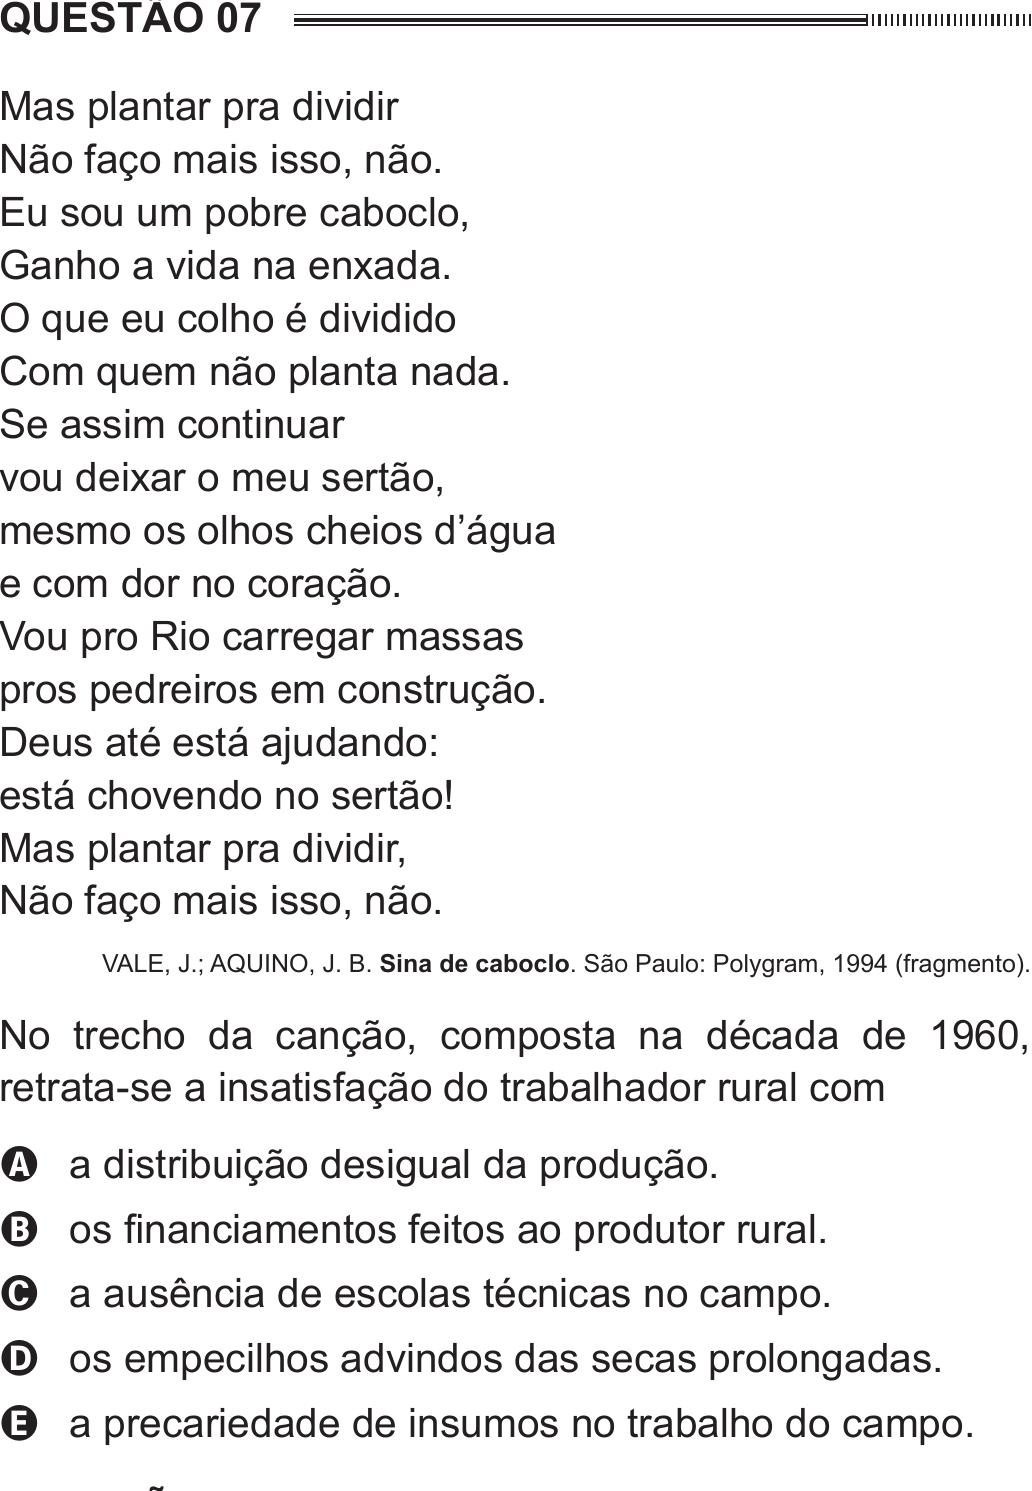 QUESTÃO 07
Mas plantar pra dividir
Não faço mais isso, não.
Eu sou um pobre caboclo,
Ganho a vida na enxada.
O que eu colho é dividido
Com quem não planta nada.
Se assim continuar
vou deixar o meu sertão,
mesmo os olhos cheios d’água
e com dor no coração.
Vou pro Rio carregar massas
pros pedreiros em construção.
Deus até está ajudando:
está chovendo no sertão!
Mas plantar pra dividir,
Não faço mais isso, não.
VALE, J.; AQUINO, J. B. Sina de caboclo. São Paulo: Polygram, 1994 (fragmento).
No trecho da canção, composta na década de 1960,
retrata-se a insatisfação do trabalhador rural com
A a distribuição desigual da produção.
B os financiamentos feitos ao produtor rural.
C a ausência de escolas técnicas no campo.
D os empecilhos advindos das secas prolongadas.
E a precariedade de insumos no trabalho do campo.